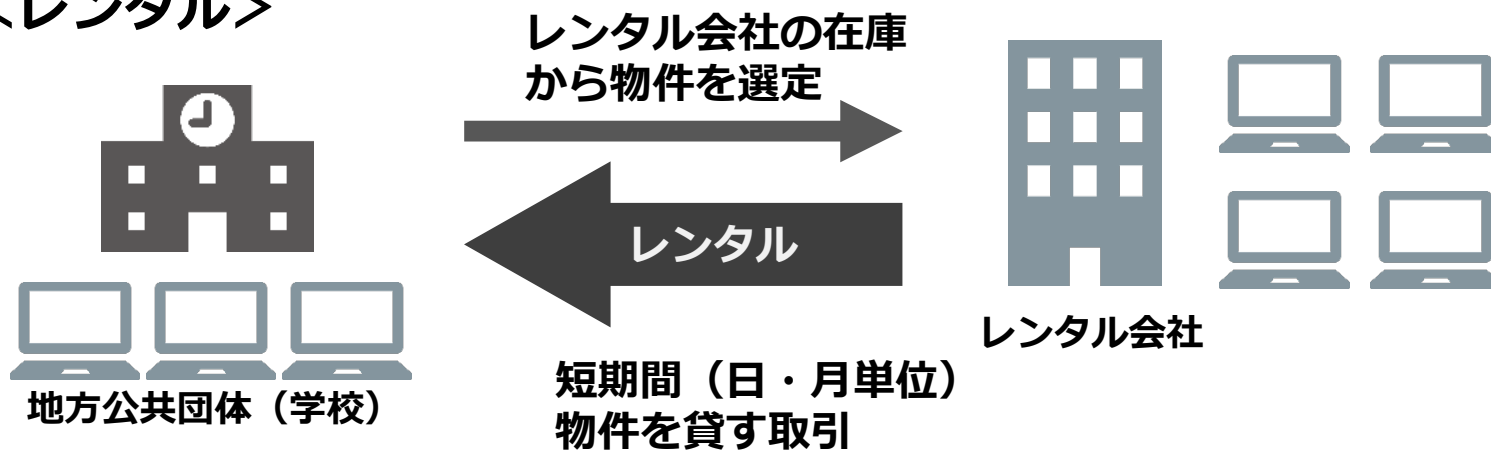 ＜レンタル＞
レンタル会社の在庫
から物件を選定
レンタル
レンタル会社
地方公共団体（学校）
短期間（日・月単位）
物件を貸す取引